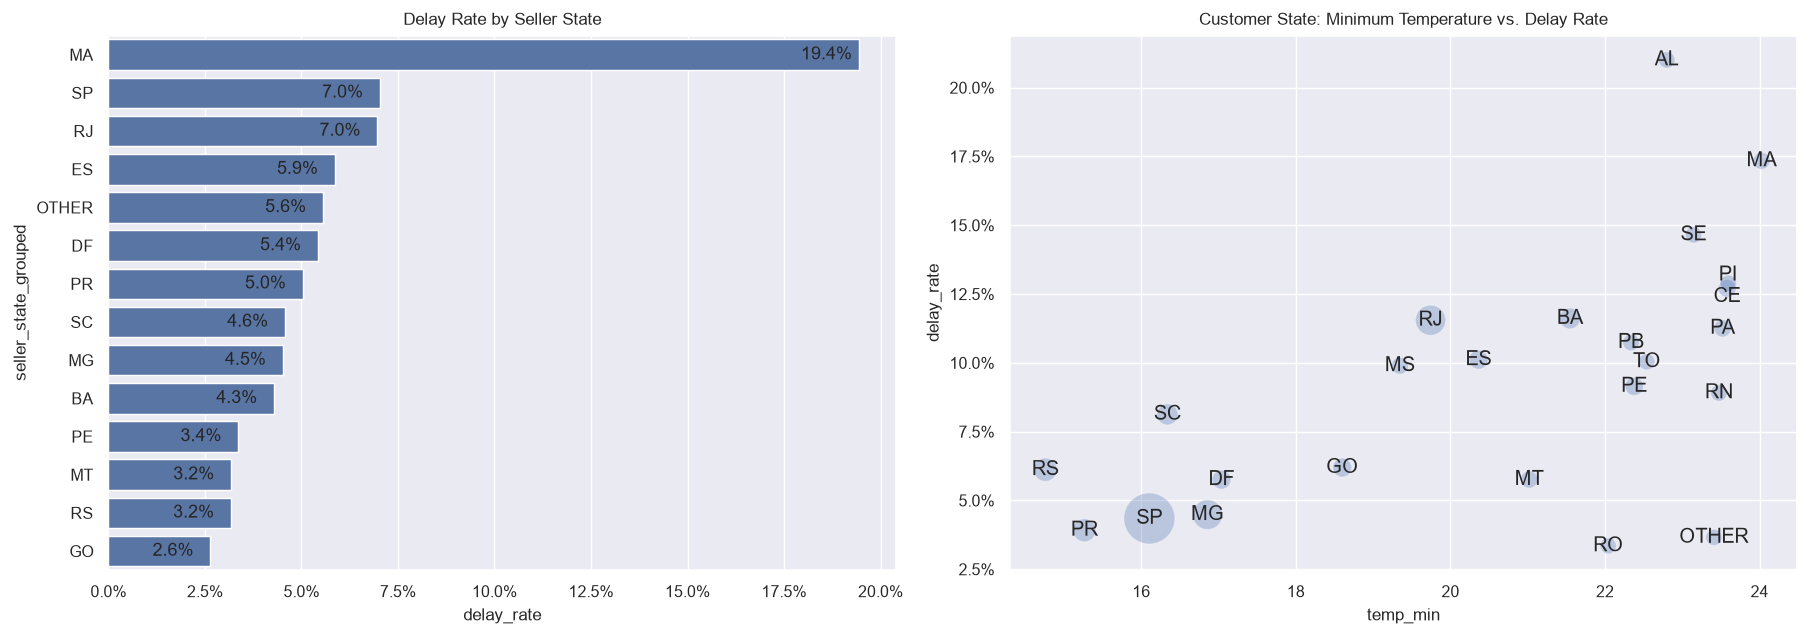 Delay Rate by Seller State
seller_state_grouped
MA 19.4%
SP 7.0%
RJ 7.0%
ES 5.9%
OTHER 5.6%
DF 5.4%
PR 5.0%
SC 4.6%
MG 4.5%
BA 4.3%
PE 3.4%
MT 3.2%
RS 3.2%
GO 2.6%
0.0% 2.5% 5.0% 7.5% 10.0% 12.5% 15.0% 17.5% 20.0%
delay_rate
Customer State: Minimum Temperature vs. Delay Rate
delay_rate
20.0%
17.5%
15.0%
12.5%
10.0%
7.5%
5.0%
2.5%
AL
MA
SE
PI
CE
RJ
BA
PA
PB
MS
ES
TO
PE
RN
SC
RS
GO
DF
MT
PR
SP
MG
RO
OTHER
16 18 20 22 24
temp_min